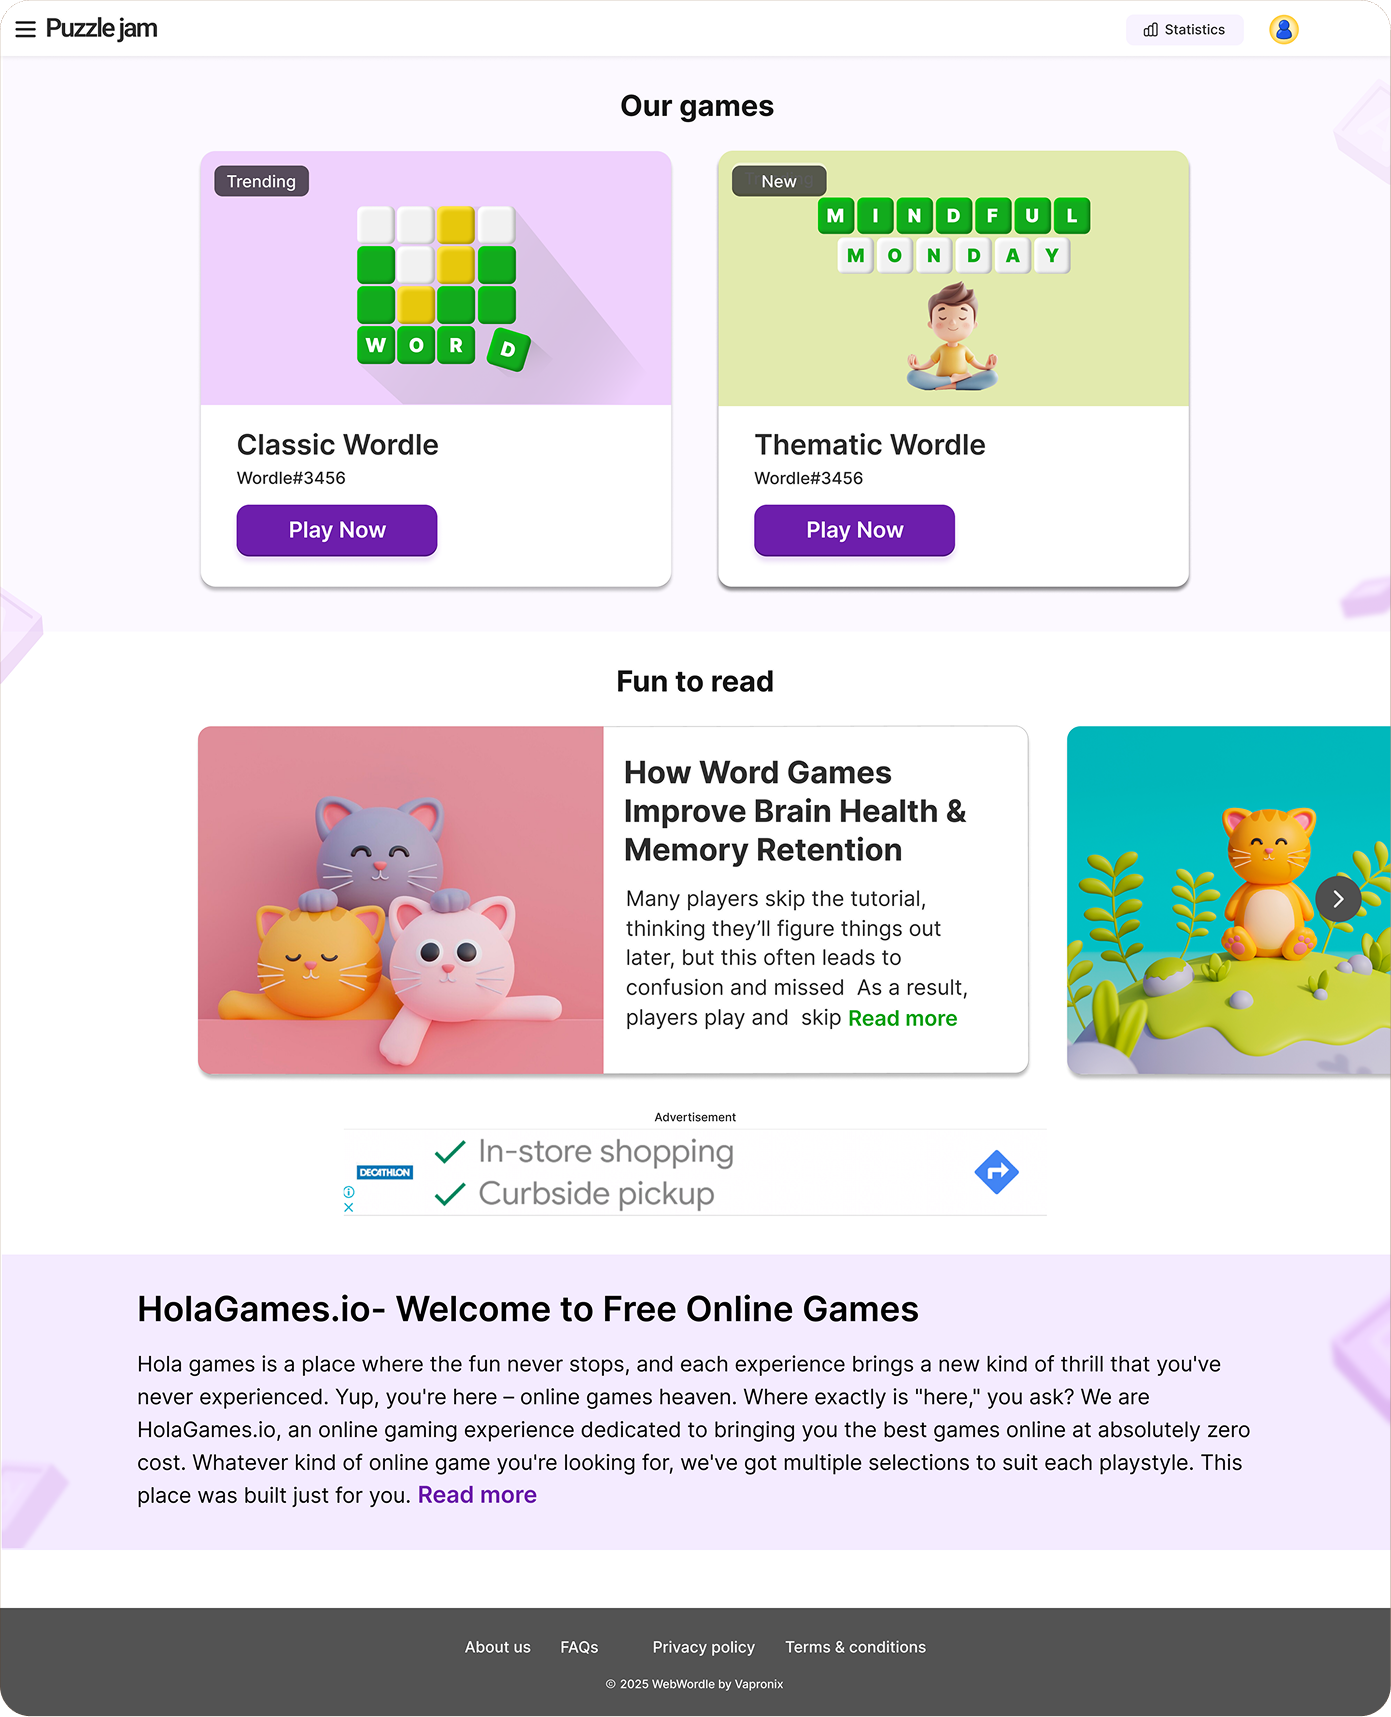 Puzzle jam
Statistics
Our games
Trending
W O R D
Classic Wordle
Wordle#3456
Play Now
New
MINDFUL
MONDAY
Thematic Wordle
Wordle#3456
Play Now
Fun to read
How Word Games
Improve Brain Health &
Memory Retention
Many players skip the tutorial,
thinking they’ll figure things out
later, but this often leads to
confusion and missed  As a result,
players play and  skip Read more
Advertisement
DECATHLON
In-store shopping
Curbside pickup
HolaGames.io- Welcome to Free Online Games
Hola games is a place where the fun never stops, and each experience brings a new kind of thrill that you've
never experienced. Yup, you're here – online games heaven. Where exactly is "here," you ask? We are
HolaGames.io, an online gaming experience dedicated to bringing you the best games online at absolutely zero
cost. Whatever kind of online game you're looking for, we've got multiple selections to suit each playstyle. This
place was built just for you. Read more
About us FAQs Privacy policy Terms & conditions
© 2025 WebWordle by Vapronix